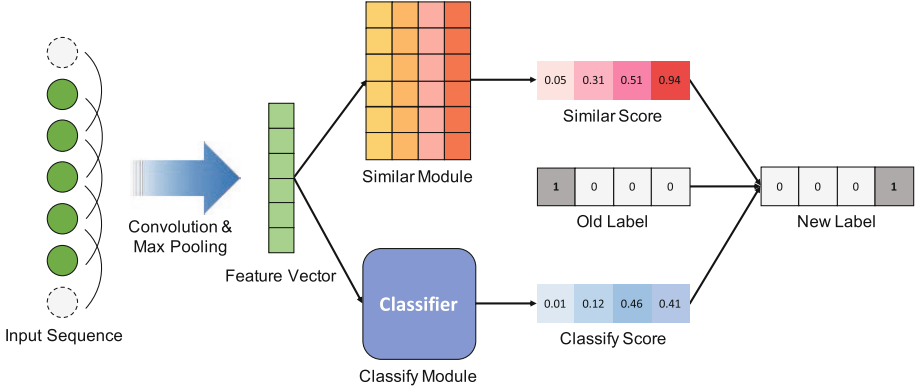 0.05 0.31 0.51 0.94
Similar Score
Similar Module
1 0 0 0
Old Label
0 0 0 1
New Label
Convolution &
Max Pooling
Feature Vector
Input Sequence
Classifier
Classify Module
0.01 0.12 0.46 0.41
Classify Score